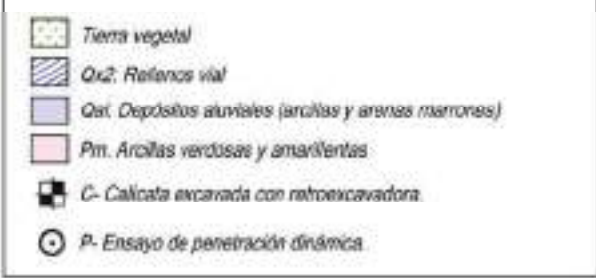 Tierra vegetal
Qx2: Rellenos vial
Qal. Depósitos aluviales (arcillas y arenas marrones)
Pm. Arcillas verdosas y amarillentas
C- Calicata excavada con retroexcavadora.
P- Ensayo de penetración dinámica.